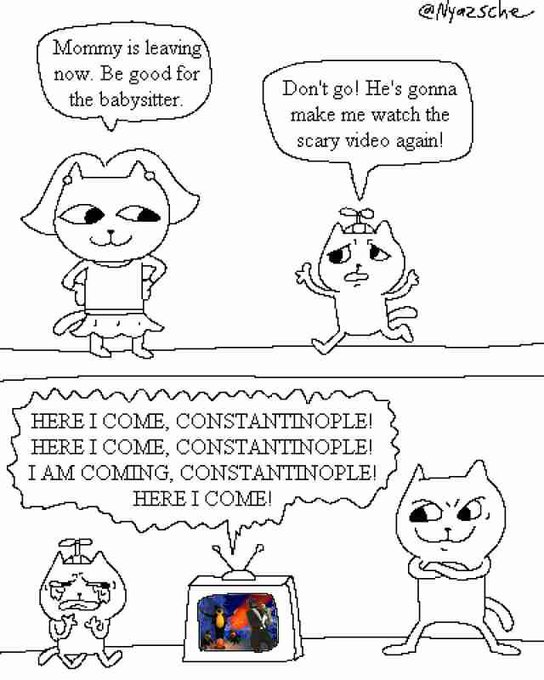 @Nyazsche
Mommy is leaving
now. Be good for
the babysitter.
Don't go! He's gonna
make me watch the
scary video again!
HERE I COME, CONSTANTINOPLE!
HERE I COME, CONSTANTINOPLE!
I AM COMING, CONSTANTINOPLE!
HERE I COME!